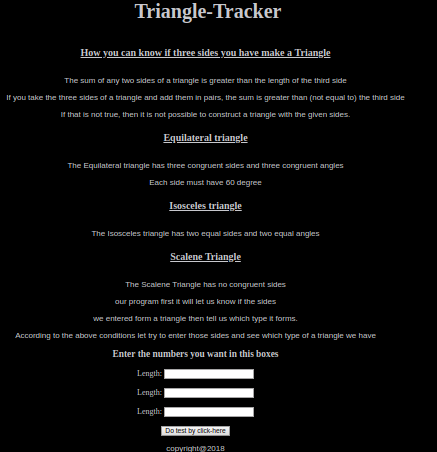 Triangle-Tracker
How you can know if three sides you have make a Triangle
The sum of any two sides of a triangle is greater than the length of the third side
If you take the three sides of a triangle and add them in pairs, the sum is greater than (not equal to) the third side
If that is not true, then it is not possible to construct a triangle with the given sides.
Equilateral triangle
The Equilateral triangle has three congruent sides and three congruent angles
Each side must have 60 degree
Isosceles triangle
The Isosceles triangle has two equal sides and two equal angles
Scalene Triangle
The Scalene Triangle has no congruent sides
our program first it will let us know if the sides
we entered form a triangle then tell us which type it forms.
According to the above conditions let try to enter those sides and see which type of a triangle we have
Enter the numbers you want in this boxes
Length:
Length:
Length:
Do test by click-here
copyright@2018